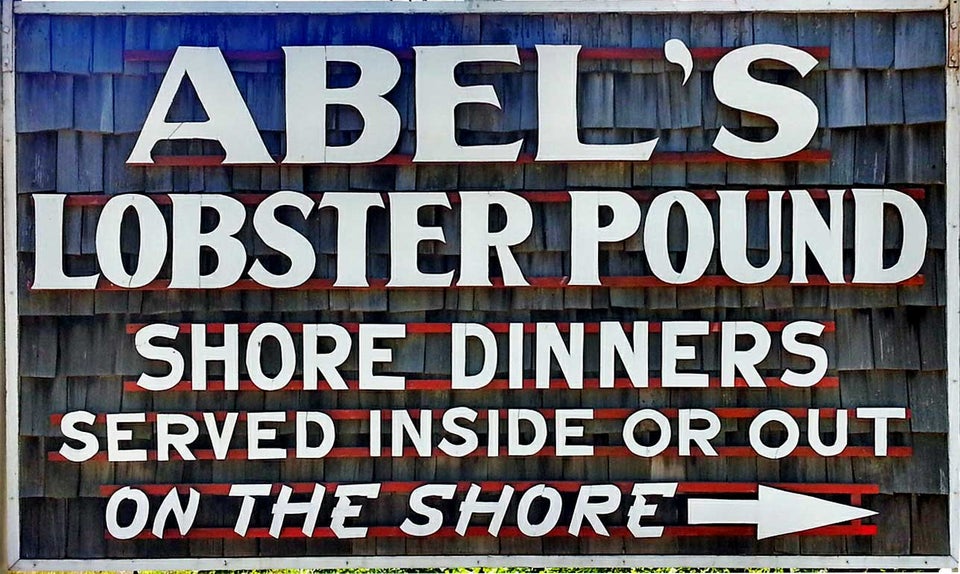 ABEL'S
LOBSTER POUND
SHORE DINNERS
SERVED INSIDE OR OUT
ON THE SHORE